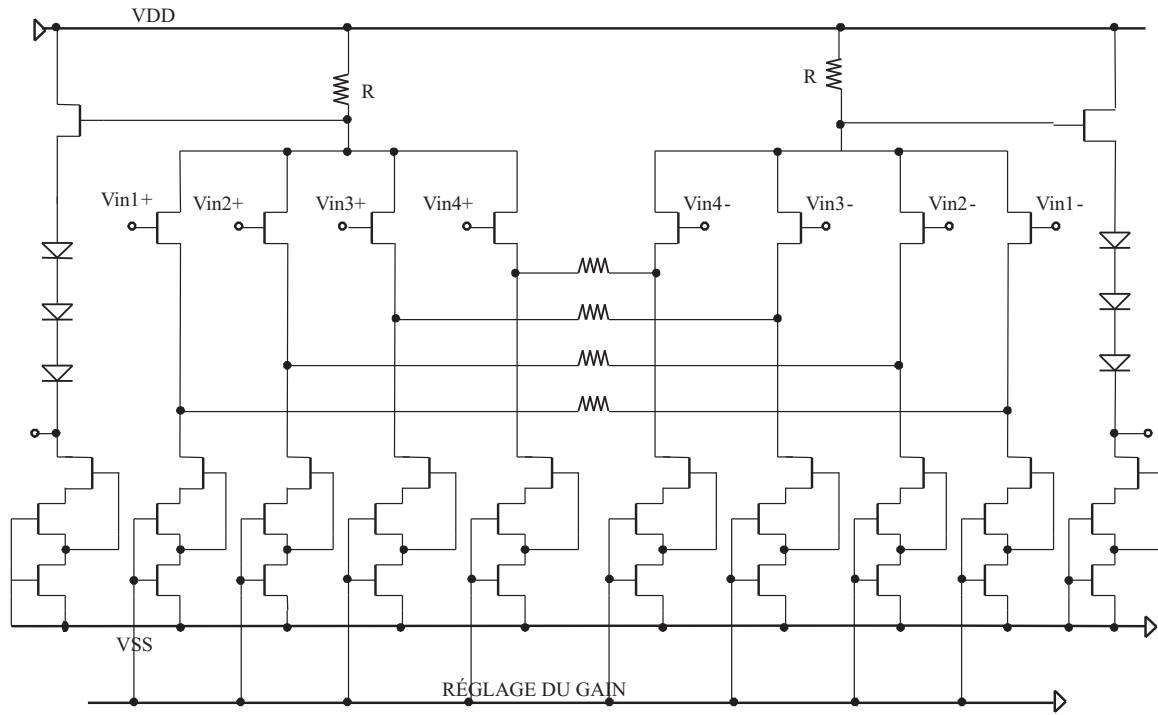 VDD
R
R
Vin1+
Vin2+
Vin3+
Vin4+
Vin4-
Vin3-
Vin2-
Vin1-
VSS
RÉGLAGE DU GAIN